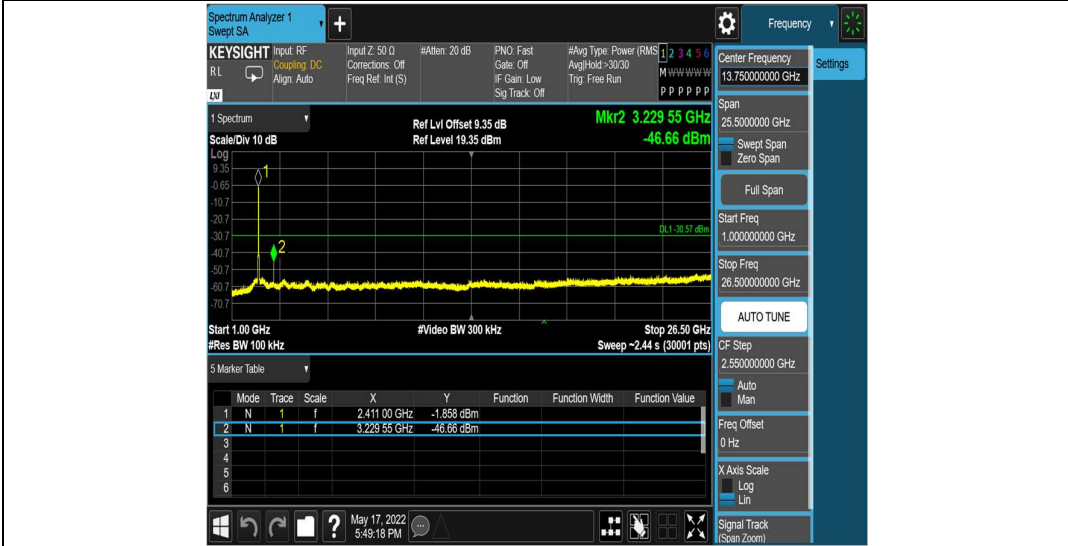 Spectrum Analyzer 1
Swept SA
+
Frequency
KEYSIGHT Input: RF Input Z: 50 Ω #Atten: 20 dB PNO: Fast #Avg Type: Power (RMS 1 2 3 4 5 6
RL Coupling: DC Corrections: Off Gate: Off Avg|Hold:>30/30 M W W W W W
Align: Auto Freq Ref: Int (S) IF Gain: Low Trig: Free Run
LXI Sig Track: Off P P P P P P
1 Spectrum
Scale/Div 10 dB
Ref Lvl Offset 9.35 dB
Ref Level 19.35 dBm
Mkr2 3.229 55 GHz
-46.66 dBm
Log
9.35
-0.65
-10.7
-20.7
-30.7
-40.7
-50.7
-60.7
-70.7
1
2
DL1 -30.57 dBm
Start 1.00 GHz #Video BW 300 kHz Stop 26.50 GHz
#Res BW 100 kHz Sweep ~2.44 s (30001 pts)
5 Marker Table
Mode Trace Scale X Y Function Function Width Function Value
1 N 1 f 2.411 00 GHz -1.858 dBm
2 N 1 f 3.229 55 GHz -46.66 dBm
3
4
5
6
May 17, 2022
5:49:18 PM
Center Frequency
13.750000000 GHz
Settings
Span
25.5000000 GHz
Swept Span
Zero Span
Full Span
Start Freq
1.000000000 GHz
Stop Freq
26.500000000 GHz
AUTO TUNE
CF Step
2.550000000 GHz
Auto
Man
Freq Offset
0 Hz
X Axis Scale
Log
Lin
Signal Track
(Span Zoom)